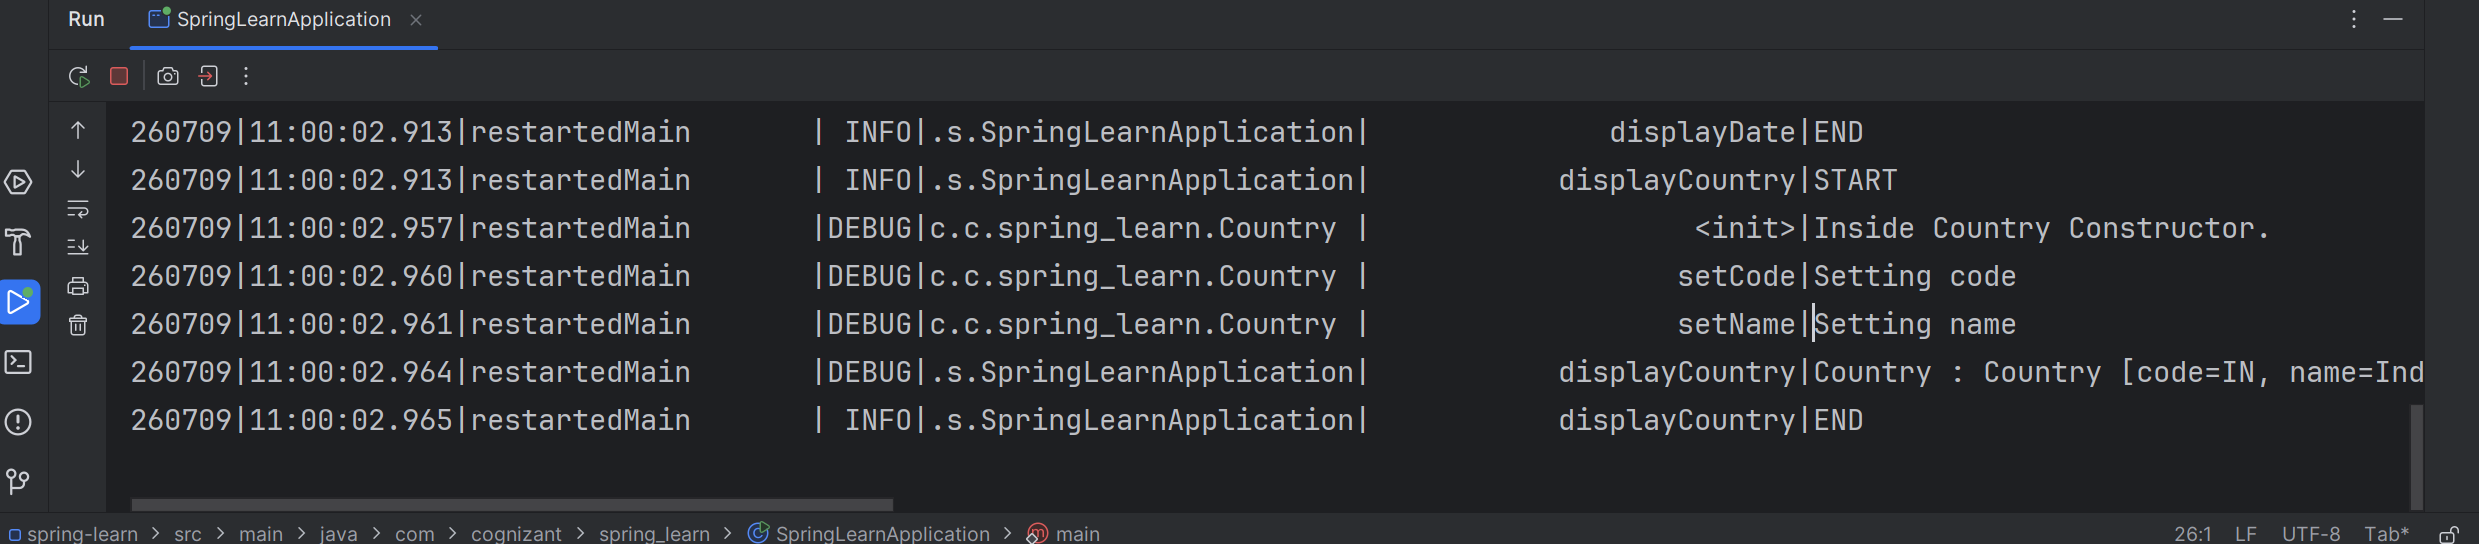 Run SpringLearnApplication
260709|11:00:02.913|restartedMain | INFO|.s.SpringLearnApplication| displayDate|END
260709|11:00:02.913|restartedMain | INFO|.s.SpringLearnApplication| displayCountry|START
260709|11:00:02.957|restartedMain |DEBUG|c.c.spring_learn.Country | <init>|Inside Country Constructor.
260709|11:00:02.960|restartedMain |DEBUG|c.c.spring_learn.Country | setCode|Setting code
260709|11:00:02.961|restartedMain |DEBUG|c.c.spring_learn.Country | setName|Setting name
260709|11:00:02.964|restartedMain |DEBUG|.s.SpringLearnApplication| displayCountry|Country : Country [code=IN, name=Ind
260709|11:00:02.965|restartedMain | INFO|.s.SpringLearnApplication| displayCountry|END
spring-learn > src > main > java > com > cognizant > spring_learn > SpringLearnApplication > main 26:1 LF UTF-8 Tab*